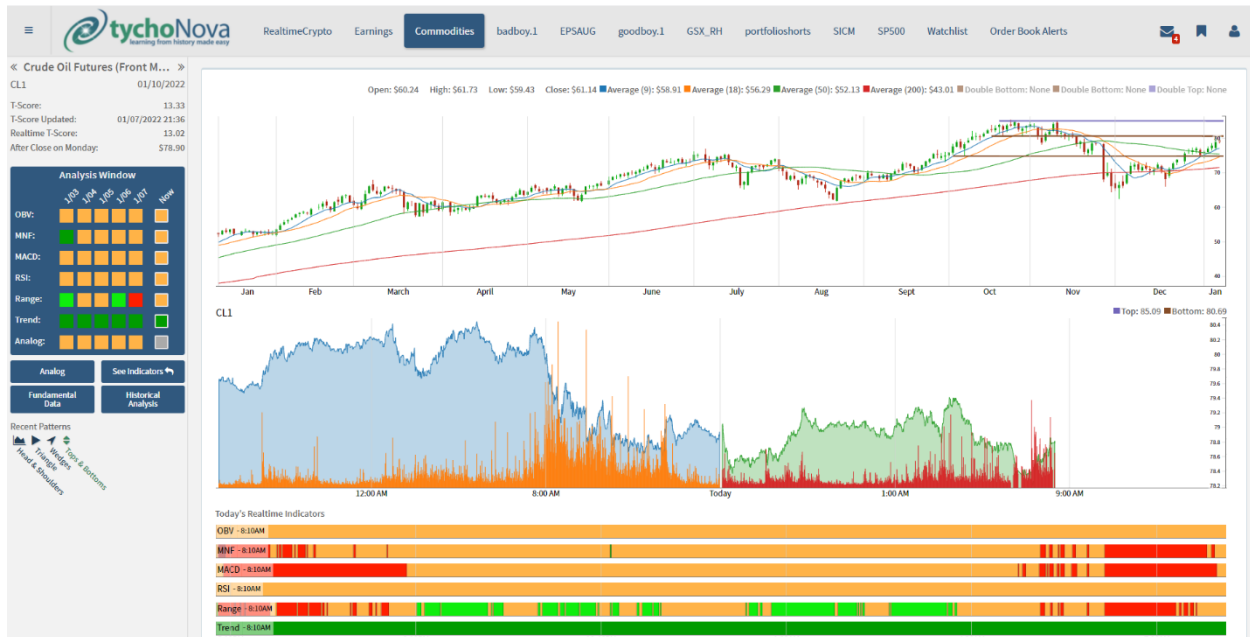 tychoNova
learning from history made easy
RealtimeCrypto Earnings Commodities badboy.1 EPSAUG goodboy.1 GSX_RH portfolioshorts SICM SP500 Watchlist Order Book Alerts
4
« Crude Oil Futures (Front M... »
CL1 01/10/2022
T-Score: 13.33
T-Score Updated: 01/07/2022 21:36
Realtime T-Score: 13.02
After Close on Monday: $78.90
Analysis Window
1/03 1/04 1/05 1/06 1/07 Now
OBV:
MNF:
MACD:
RSI:
Range:
Trend:
Analog:
Analog See Indicators
Fundamental Data Historical Analysis
Recent Patterns
Head & Shoulders
Triangle
Wedges
Tops & Bottoms
Open: $60.24 High: $61.73 Low: $59.43 Close: $61.14 Average (9): $58.91 Average (18): $56.29 Average (50): $52.13 Average (200): $43.01 Double Bottom: None Double Bottom: None Double Top: None
80
70
60
50
40
Jan Feb March April May June July Aug Sept Oct Nov Dec Jan
CL1 Top: 85.09 Bottom: 80.69
80.4
80.2
80
79.8
79.6
79.4
79.2
79
78.8
78.6
78.4
78.2
12:00 AM 8:00 AM Today 1:00 AM 9:00 AM
Today's Realtime Indicators
OBV - 8:10AM
MNF - 8:10AM
MACD - 8:10AM
RSI - 8:10AM
Range - 8:10AM
Trend - 8:10AM